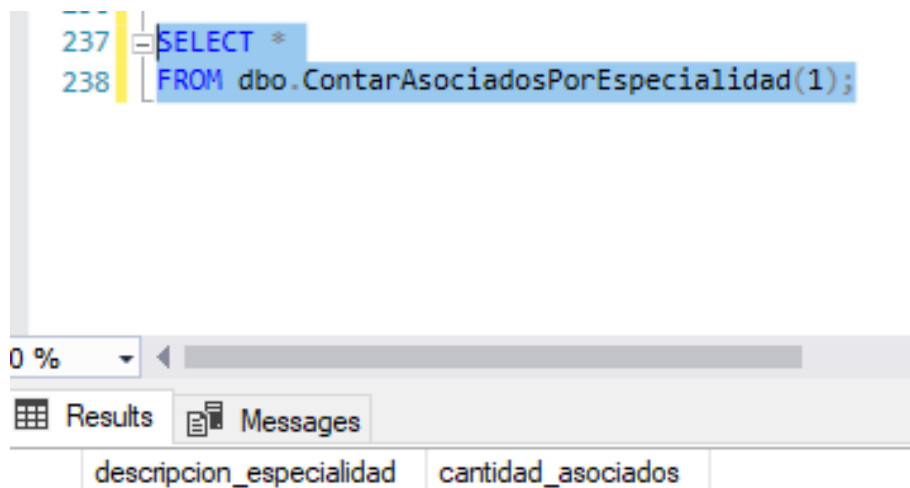 237 SELECT *
238 FROM dbo.ContarAsociadosPorEspecialidad(1);
0 %
Results Messages
descripcion_especialidad cantidad_asociados